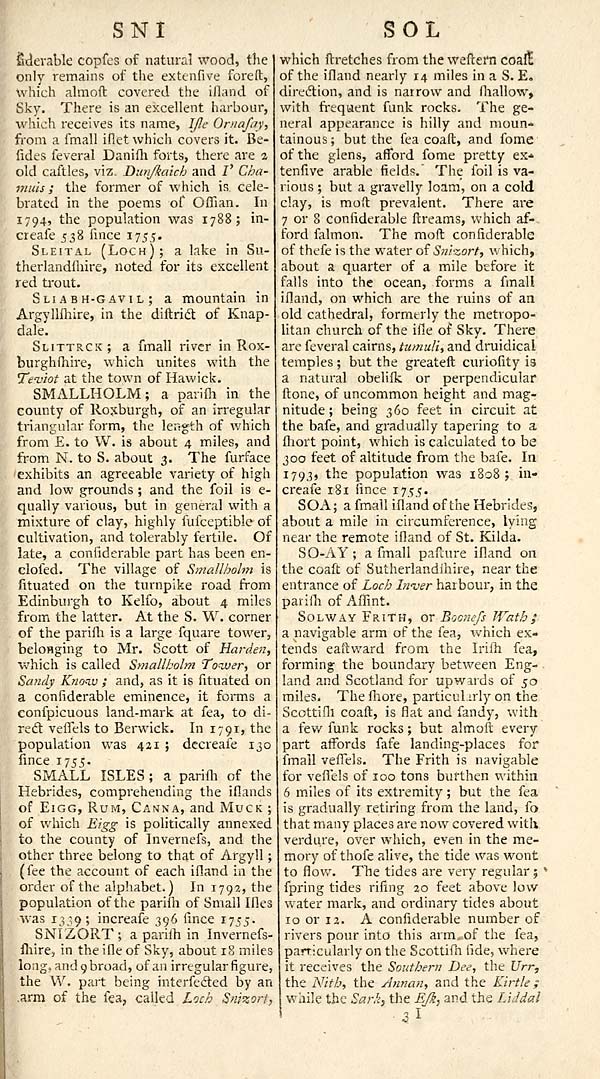 SNI
ſiderable copſes of natural wood, the
only remains of the extenſive foreſt,
which almoſt covered the iſland of
Sky. There is an excellent harbour,
which receives its name, Iſle Ornaſay,
from a ſmall iſlet which covers it. Be-
ſides ſeveral Daniſh forts, there are 2
old caſtles, viz. Dunſkaich and I' Cha-
muis; the former of which is cele-
brated in the poems of Oſſian. In
1794, the population was 1788; in-
creaſe 538 ſince 1755.
SLEITAL (LOCH); a lake in Su-
therlandſhire, noted for its excellent
red trout.
SLIABH-GAVIL; a mountain in
Argyllſhire, in the diſtrict of Knap-
dale.
SLITTRCK; a ſmall river in Rox-
burghſhire, which unites with the
Teviot at the town of Hawick.
SMALLHOLM; a pariſh in the
county of Roxburgh, of an irregular
triangular form, the length of which
from E. to W. is about 4 miles, and
from N. to S. about 3. The ſurface
exhibits an agreeable variety of high
and low grounds; and the ſoil is e-
qually various, but in general with a
mixture of clay, highly ſuſceptible of
cultivation, and tolerably fertile. Of
late, a conſiderable part has been en-
cloſed. The village of Smallholm is
ſituated on the turnpike road from
Edinburgh to Kelſo, about 4 miles
from the latter. At the S. W. corner
of the pariſh is a large ſquare tower,
belonging to Mr. Scott of Harden,
which is called Smallholm Tower, or
Sandy Know; and, as it is ſituated on
a conſiderable eminence, it forms a
conſpicuous land-mark at ſea, to di-
rect veſſels to Berwick. In 1791, the
population was 421; decreaſe 130
ſince 1755.
SMALL ISLES; a pariſh of the
Hebrides, comprehending the iſlands
of EIGG, RUM, CANNA, and MUCK;
of which Eigg is politically annexed
to the county of Inverneſs, and the
other three belong to that of Argyll;
(ſee the account of each iſland in the
order of the alphabet.) In 1792, the
population of the pariſh of Small Iſles
was 1339; increaſe 396 ſince 1755.
SNIZORT; a pariſh in Inverneſs-
ſhire, in the iſle of Sky, about 18 miles
long, and 9 broad, of an irregular figure,
the W. part being interſected by an
arm of the ſea, called Loch Snizort,
SOL
which ſtretches from the weſtern coaſt
of the iſland nearly 14 miles in a S. E.
direction, and is narrow and ſhallow,
with frequent ſunk rocks. The ge-
neral appearance is hilly and moun-
tainous; but the ſea coaſt, and ſome
of the glens, afford ſome pretty ex-
tenſive arable fields. The ſoil is va-
rious; but a gravelly loam, on a cold
clay, is moſt prevalent. There are
7 or 8 conſiderable ſtreams, which af-
ford ſalmon. The moſt conſiderable
of theſe is the water of Snizort, which,
about a quarter of a mile before it
falls into the ocean, forms a ſmall
iſland, on which are the ruins of an
old cathedral, formerly the metropo-
litan church of the iſle of Sky. There
are ſeveral cairns, tumuli, and druidical
temples; but the greateſt curioſity is
a natural obeliſk or perpendicular
ſtone, of uncommon height and mag-
nitude; being 360 feet in circuit at
the baſe, and gradually tapering to a
ſhort point, which is calculated to be
300 feet of altitude from the baſe. In
1793, the population was 1808; in-
creaſe 181 ſince 1755.
SOA; a ſmall iſland of the Hebrides,
about a mile in circumference, lying
near the remote iſland of St. Kilda.
SO-AY; a ſmall paſture iſland on
the coaſt of Sutherlandſhire, near the
entrance of Loch Inver harbour, in the
pariſh of Aſſint.
SOLWAY FRITH, or Booneſs Wath;
a navigable arm of the ſea, which ex-
tends eaſtward from the Iriſh ſea,
forming the boundary between Eng-
land and Scotland for upwards of 50
miles. The ſhore, particularly on the
Scottiſh coaſt, is flat and ſandy, with
a few ſunk rocks; but almoſt every
part affords ſafe landing-places for
ſmall veſſels. The Frith is navigable
for veſſels of 100 tons burthen within
6 miles of its extremity; but the ſea
is gradually retiring from the land, ſo
that many places are now covered with
verdure, over which, even in the me-
mory of thoſe alive, the tide was wont
to flow. The tides are very regular;
ſpring tides riſing 20 feet above low
water mark, and ordinary tides about
10 or 12. A conſiderable number of
rivers pour into this arm of the ſea,
particularly on the Scottiſh ſide, where
it receives the Southern Dee, the Urr,
the Nith, the Annan, and the Kirtle;
while the Sark, the Eſk, and the Liddal
3 I